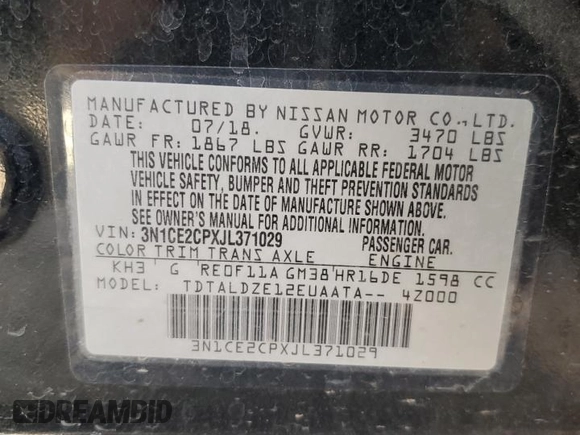 MANUFACTURED BY NISSAN MOTOR CO.,LTD.
DATE: 07/18. GVWR: 3470 LBS
GAWR FR: 1867 LBS GAWR RR: 1704 LBS
THIS VEHICLE CONFORMS TO ALL APPLICABLE FEDERAL MOTOR
VEHICLE SAFETY, BUMPER AND THEFT PREVENTION STANDARDS
IN EFFECT ON THE DATE OF MANUFACTURE SHOWN ABOVE.
SEE OWNER'S MANUAL FOR ADDITIONAL INFORMATION.
VIN: 3N1CE2CPXJL371029 PASSENGER CAR.
COLOR TRIM TRANS AXLE ENGINE
KH3 ' G ' REOF11A GM38'HR16DE 1598 CC
MODEL: TDTALDZE12EUAATA-- 4Z000
3N1CE2CPXJL371029
DREAMBID